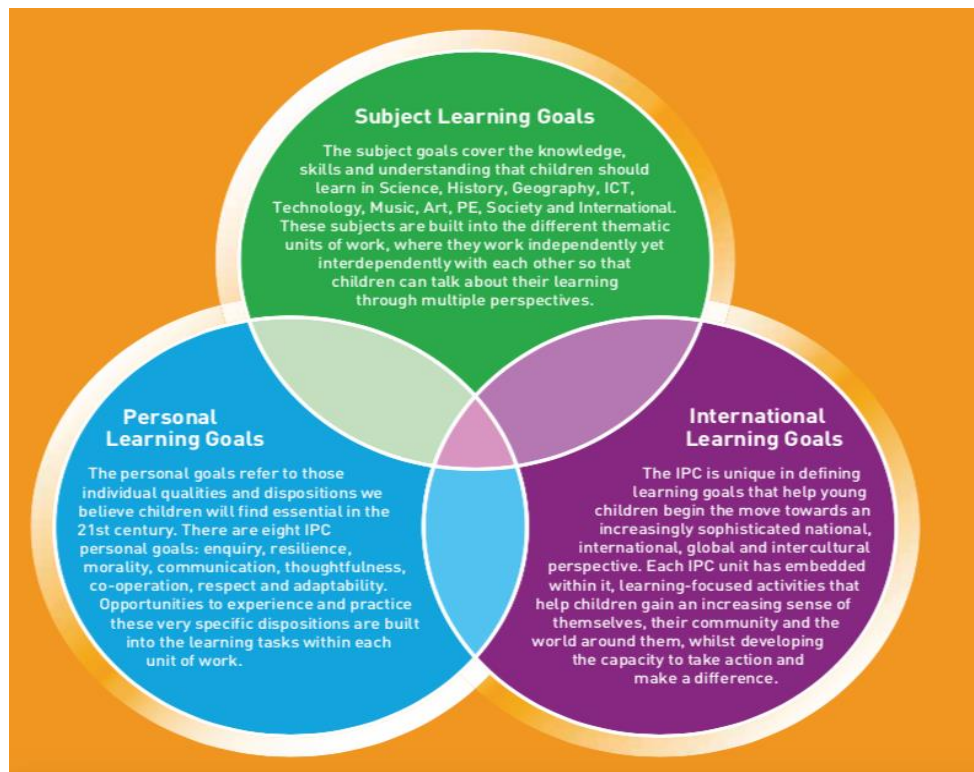 Subject Learning Goals
The subject goals cover the knowledge,
skills and understanding that children should
learn in Science, History, Geography, ICT,
Technology, Music, Art, PE, Society and International.
These subjects are built into the different thematic
units of work, where they work independently yet
interdependently with each other so that
children can talk about their learning
through multiple perspectives.
Personal
Learning Goals
The personal goals refer to those
individual qualities and dispositions we
believe children will find essential in the
21st century. There are eight IPC
personal goals: enquiry, resilience,
morality, communication, thoughtfulness,
co-operation, respect and adaptability.
Opportunities to experience and practice
these very specific dispositions are built
into the learning tasks within each
unit of work.
International
Learning Goals
The IPC is unique in defining
learning goals that help young
children begin the move towards an
increasingly sophisticated national,
international, global and intercultural
perspective. Each IPC unit has embedded
within it, learning-focused activities that
help children gain an increasing sense of
themselves, their community and the
world around them, whilst developing
the capacity to take action and
make a difference.